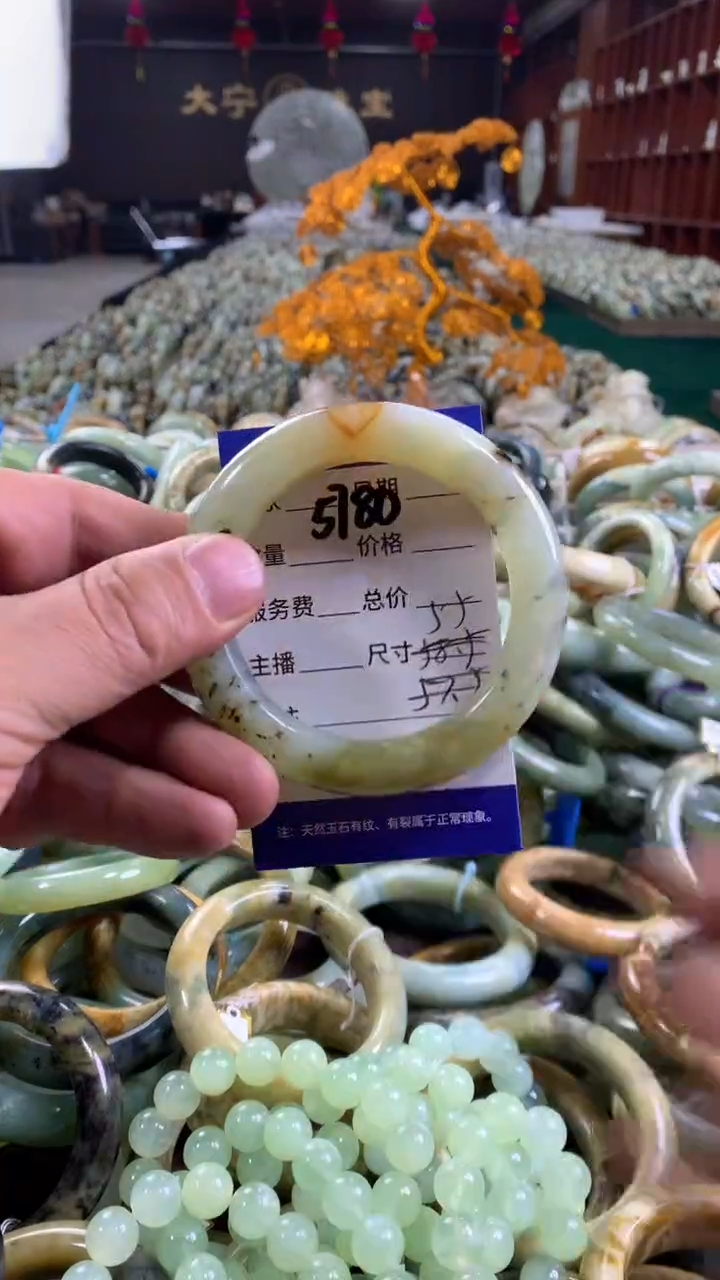 大宁
5180
日期
量 价格
服务费 总价
主播 尺寸
注：天然玉石有纹、有裂属于正常现象。